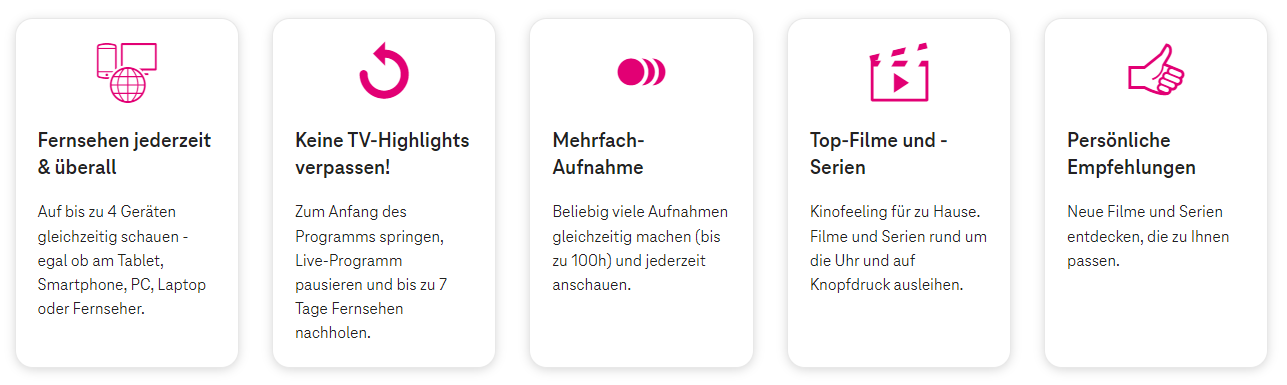 Fernsehen jederzeit
& überall
Auf bis zu 4 Geräten
gleichzeitig schauen -
egal ob am Tablet,
Smartphone, PC, Laptop
oder Fernseher.
Keine TV-Highlights
verpassen!
Zum Anfang des
Programms springen,
Live-Programm
pausieren und bis zu 7
Tage Fernsehen
nachholen.
Mehrfach-
Aufnahme
Beliebig viele Aufnahmen
gleichzeitig machen (bis
zu 100h) und jederzeit
anschauen.
Top-Filme und -
Serien
Kinofeeling für zu Hause.
Filme und Serien rund um
die Uhr und auf
Knopfdruck ausleihen.
Persönliche
Empfehlungen
Neue Filme und Serien
entdecken, die zu Ihnen
passen.